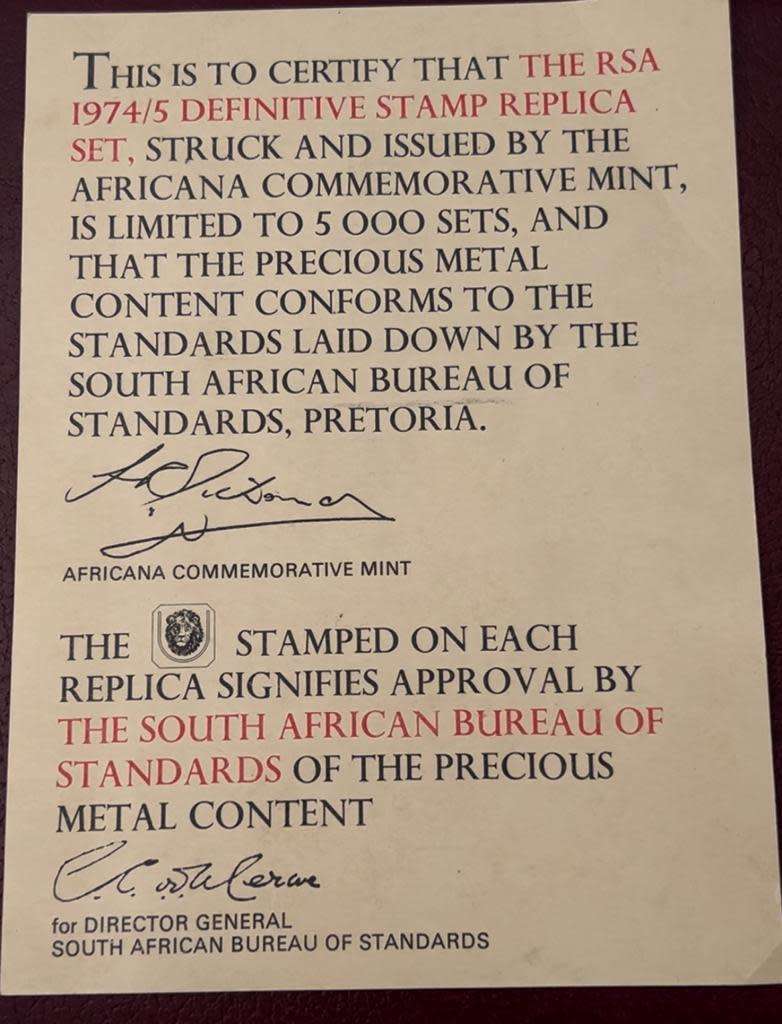 THIS IS TO CERTIFY THAT THE RSA
1974/5 DEFINITIVE STAMP REPLICA
SET, STRUCK AND ISSUED BY THE
AFRICANA COMMEMORATIVE MINT,
IS LIMITED TO 5 000 SETS, AND
THAT THE PRECIOUS METAL
CONTENT CONFORMS TO THE
STANDARDS LAID DOWN BY THE
SOUTH AFRICAN BUREAU OF
STANDARDS, PRETORIA.
AFRICANA COMMEMORATIVE MINT
THE STAMPED ON EACH
REPLICA SIGNIFIES APPROVAL BY
THE SOUTH AFRICAN BUREAU OF
STANDARDS OF THE PRECIOUS
METAL CONTENT
for DIRECTOR GENERAL
SOUTH AFRICAN BUREAU OF STANDARDS